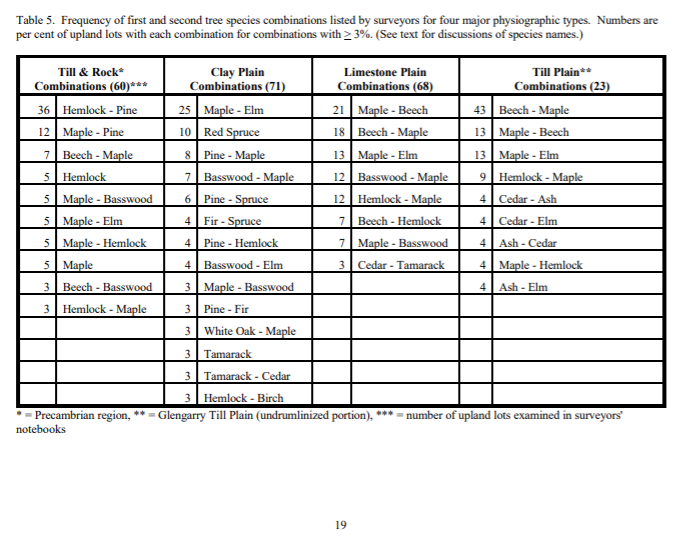 Table 5. Frequency of first and second tree species combinations listed by surveyors for four major physiographic types. Numbers are
per cent of upland lots with each combination for combinations with ≥ 3%. (See text for discussions of species names.)
Till & Rock* Clay Plain Limestone Plain Till Plain**
Combinations (60)*** Combinations (71) Combinations (68) Combinations (23)
36 Hemlock - Pine 25 Maple - Elm 21 Maple - Beech 43 Beech - Maple
12 Maple - Pine 10 Red Spruce 18 Beech - Maple 13 Maple - Beech
7 Beech - Maple 8 Pine - Maple 13 Maple - Elm 13 Maple - Elm
5 Hemlock 7 Basswood - Maple 12 Basswood - Maple 9 Hemlock - Maple
5 Maple - Basswood 6 Pine - Spruce 12 Hemlock - Maple 4 Cedar - Ash
5 Maple - Elm 4 Fir - Spruce 7 Beech - Hemlock 4 Cedar - Elm
5 Maple - Hemlock 4 Pine - Hemlock 7 Maple - Basswood 4 Ash - Cedar
5 Maple 4 Basswood - Elm 3 Cedar - Tamarack 4 Maple - Hemlock
3 Beech - Basswood 3 Maple - Basswood 4 Ash - Elm
3 Hemlock - Maple 3 Pine - Fir
3 White Oak - Maple
3 Tamarack
3 Tamarack - Cedar
3 Hemlock - Birch
* = Precambrian region, ** = Glengarry Till Plain (undrumlinized portion), *** = number of upland lots examined in surveyors'
notebooks
19